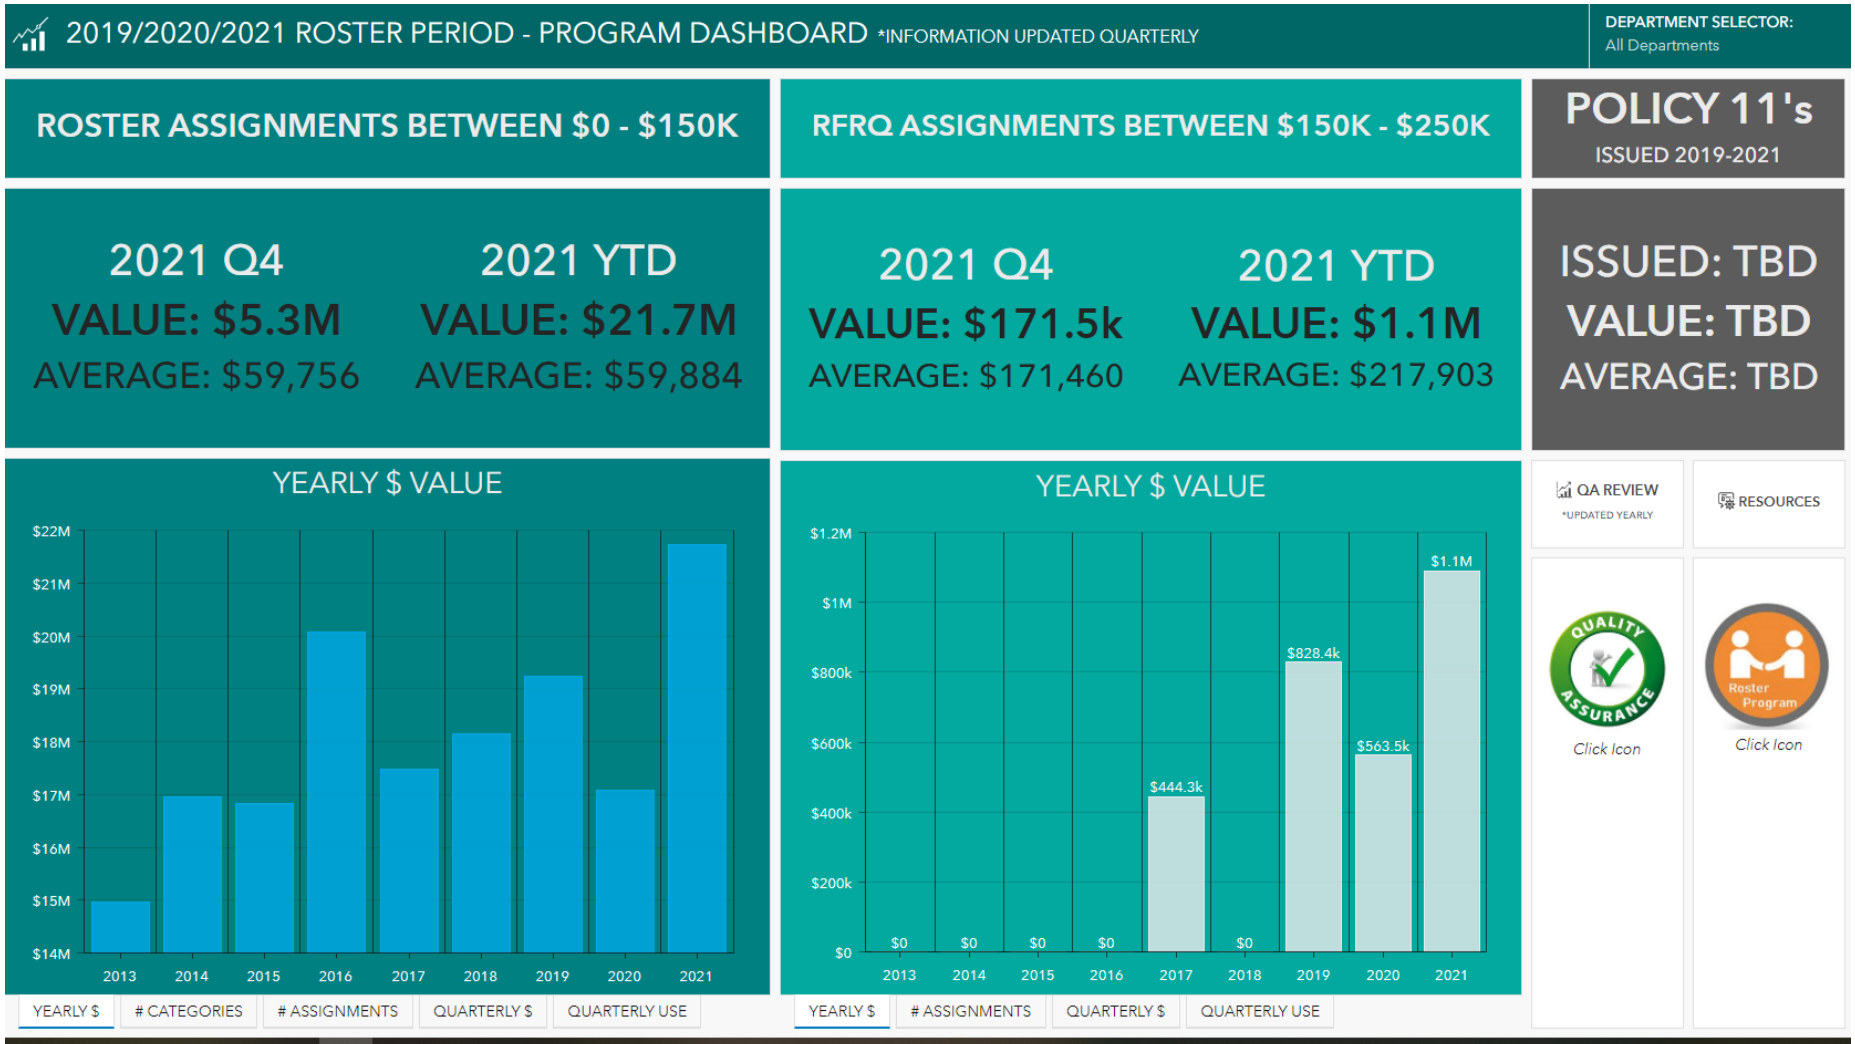 2019/2020/2021 ROSTER PERIOD - PROGRAM DASHBOARD *INFORMATION UPDATED QUARTERLY
DEPARTMENT SELECTOR:
All Departments
ROSTER ASSIGNMENTS BETWEEN $0 - $150K
2021 Q4
VALUE: $5.3M
AVERAGE: $59,756
2021 YTD
VALUE: $21.7M
AVERAGE: $59,884
RFRQ ASSIGNMENTS BETWEEN $150K - $250K
2021 Q4
VALUE: $171.5k
AVERAGE: $171,460
2021 YTD
VALUE: $1.1M
AVERAGE: $217,903
POLICY 11's
ISSUED 2019-2021
ISSUED: TBD
VALUE: TBD
AVERAGE: TBD
YEARLY $ VALUE
$22M
$21M
$20M
$19M
$18M
$17M
$16M
$15M
$14M
2013 2014 2015 2016 2017 2018 2019 2020 2021
YEARLY $ # CATEGORIES # ASSIGNMENTS QUARTERLY $ QUARTERLY USE
YEARLY $ VALUE
$1.2M
$1M
$800k
$600k
$400k
$200k
$0
$0 $0 $0 $0 $444.3k $0 $828.4k $563.5k $1.1M
2013 2014 2015 2016 2017 2018 2019 2020 2021
YEARLY $ # ASSIGNMENTS QUARTERLY $ QUARTERLY USE
QA REVIEW
*UPDATED YEARLY
RESOURCES
QUALITY
ASSURANCE
Click Icon
Roster
Program
Click Icon